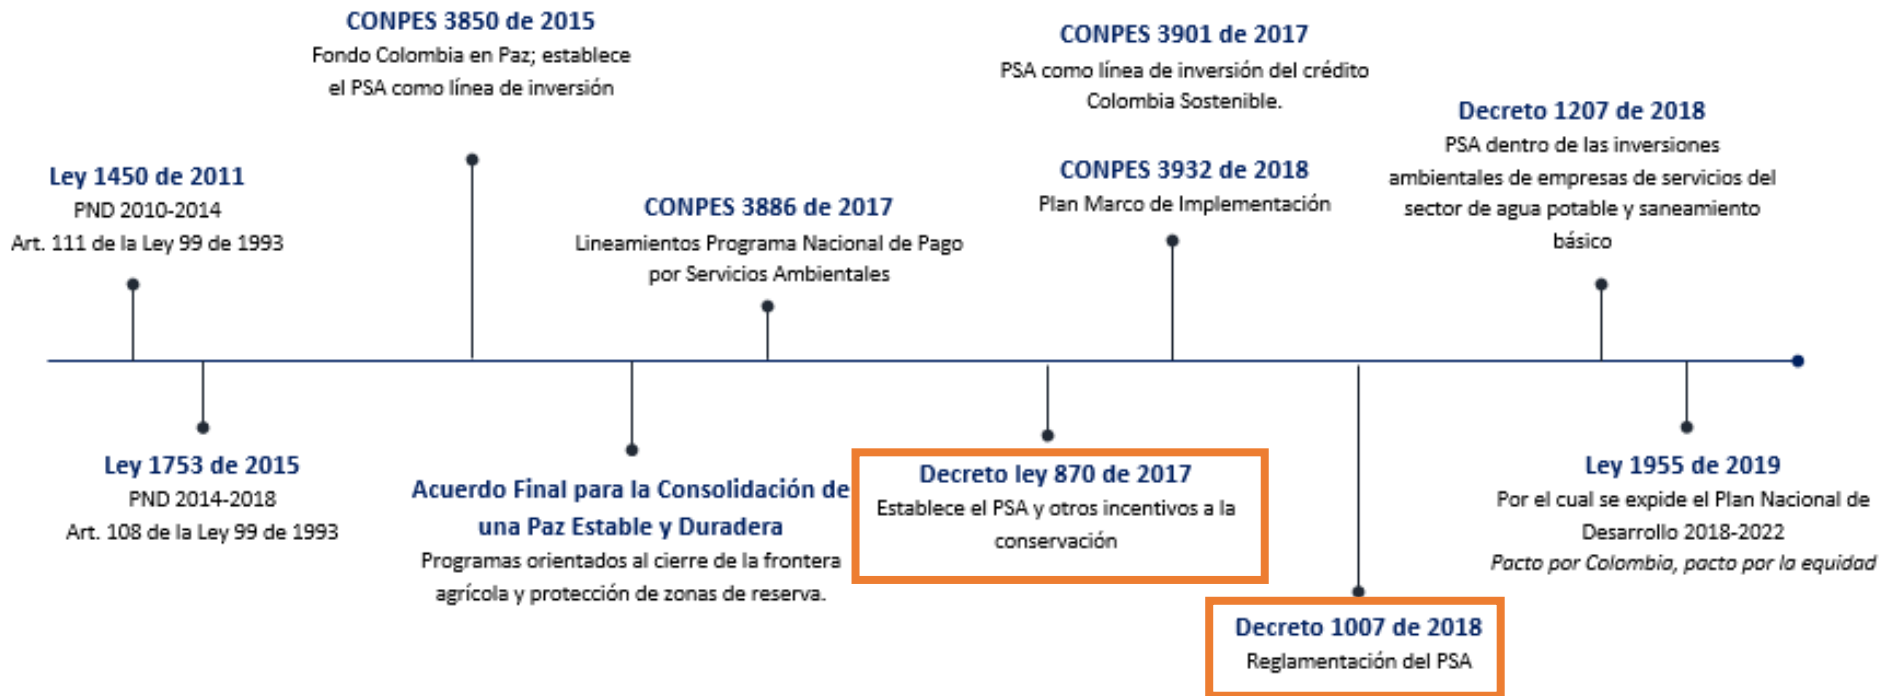 CONPES 3850 de 2015
Fondo Colombia en Paz; establece
el PSA como línea de inversión
CONPES 3901 de 2017
PSA como línea de inversión del crédito
Colombia Sostenible.
Decreto 1207 de 2018
PSA dentro de las inversiones
ambientales de empresas de servicios del
sector de agua potable y saneamiento
básico
Ley 1450 de 2011
PND 2010-2014
Art. 111 de la Ley 99 de 1993
CONPES 3886 de 2017
Lineamientos Programa Nacional de Pago
por Servicios Ambientales
CONPES 3932 de 2018
Plan Marco de Implementación
Ley 1753 de 2015
PND 2014-2018
Art. 108 de la Ley 99 de 1993
Acuerdo Final para la Consolidación de
una Paz Estable y Duradera
Programas orientados al cierre de la frontera
agrícola y protección de zonas de reserva.
Decreto ley 870 de 2017
Establece el PSA y otros incentivos a la
conservación
Decreto 1007 de 2018
Reglamentación del PSA
Ley 1955 de 2019
Por el cual se expide el Plan Nacional de
Desarrollo 2018-2022
Pacto por Colombia, pacto por la equidad